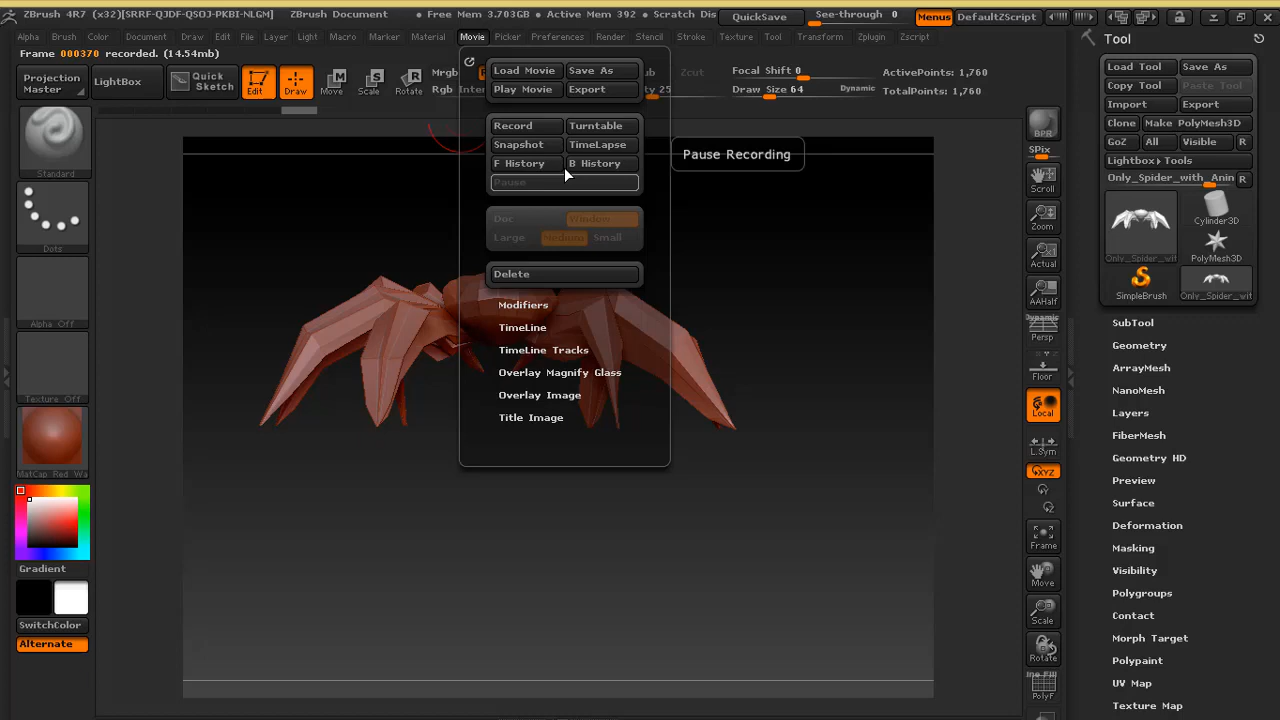 ZBrush 4R7 (x32)[SRRF-QJDF-QSOJ-PKBI-NLGM] ZBrush Document • Free Mem 3.703GB • Active Mem 392 • Scratch Dis QuickSave See-through 0 Menus DefaultZScript
Alpha Brush Color Document Draw Edit File Layer Light Macro Marker Material Movie Picker Preferences Render Stencil Stroke Texture Tool Transform Zplugin Zscript
Tool
Frame 000370 recorded. (14.54mb)
Projection Master
LightBox
Quick Sketch
Edit
Draw
Move
Scale
Rotate
Mrgb
Rgb Inten
Zcut
Focal Shift 0
Draw Size 64
Dynamic
ActivePoints: 1,760
TotalPoints: 1,760
Load Movie Save As
Play Movie Export
Record Turntable
Snapshot TimeLapse
F History B History
Pause
Doc Window
Large Medium Small
Delete
Modifiers
TimeLine
TimeLine Tracks
Overlay Magnify Glass
Overlay Image
Title Image
Pause Recording
Standard
Dots
Alpha Off
Texture Off
MatCap Red Wa
Gradient
SwitchColor
Alternate
BPR
SPix
Scroll
Zoom
Actual
AAHalf
Dynamic
Persp
Floor
Local
L.Sym
XYZ
Frame
Move
Scale
Rotate
Line Fill
PolyF
Load Tool Save As
Copy Tool Paste Tool
Import Export
Clone Make PolyMesh3D
GoZ All Visible R
Lightbox▸Tools
Only_Spider_with_Anin R
Cylinder3D
Only_Spider_wit PolyMesh3D
SimpleBrush Only_Spider_wit
SubTool
Geometry
ArrayMesh
NanoMesh
Layers
FiberMesh
Geometry HD
Preview
Surface
Deformation
Masking
Visibility
Polygroups
Contact
Morph Target
Polypaint
UV Map
Texture Map